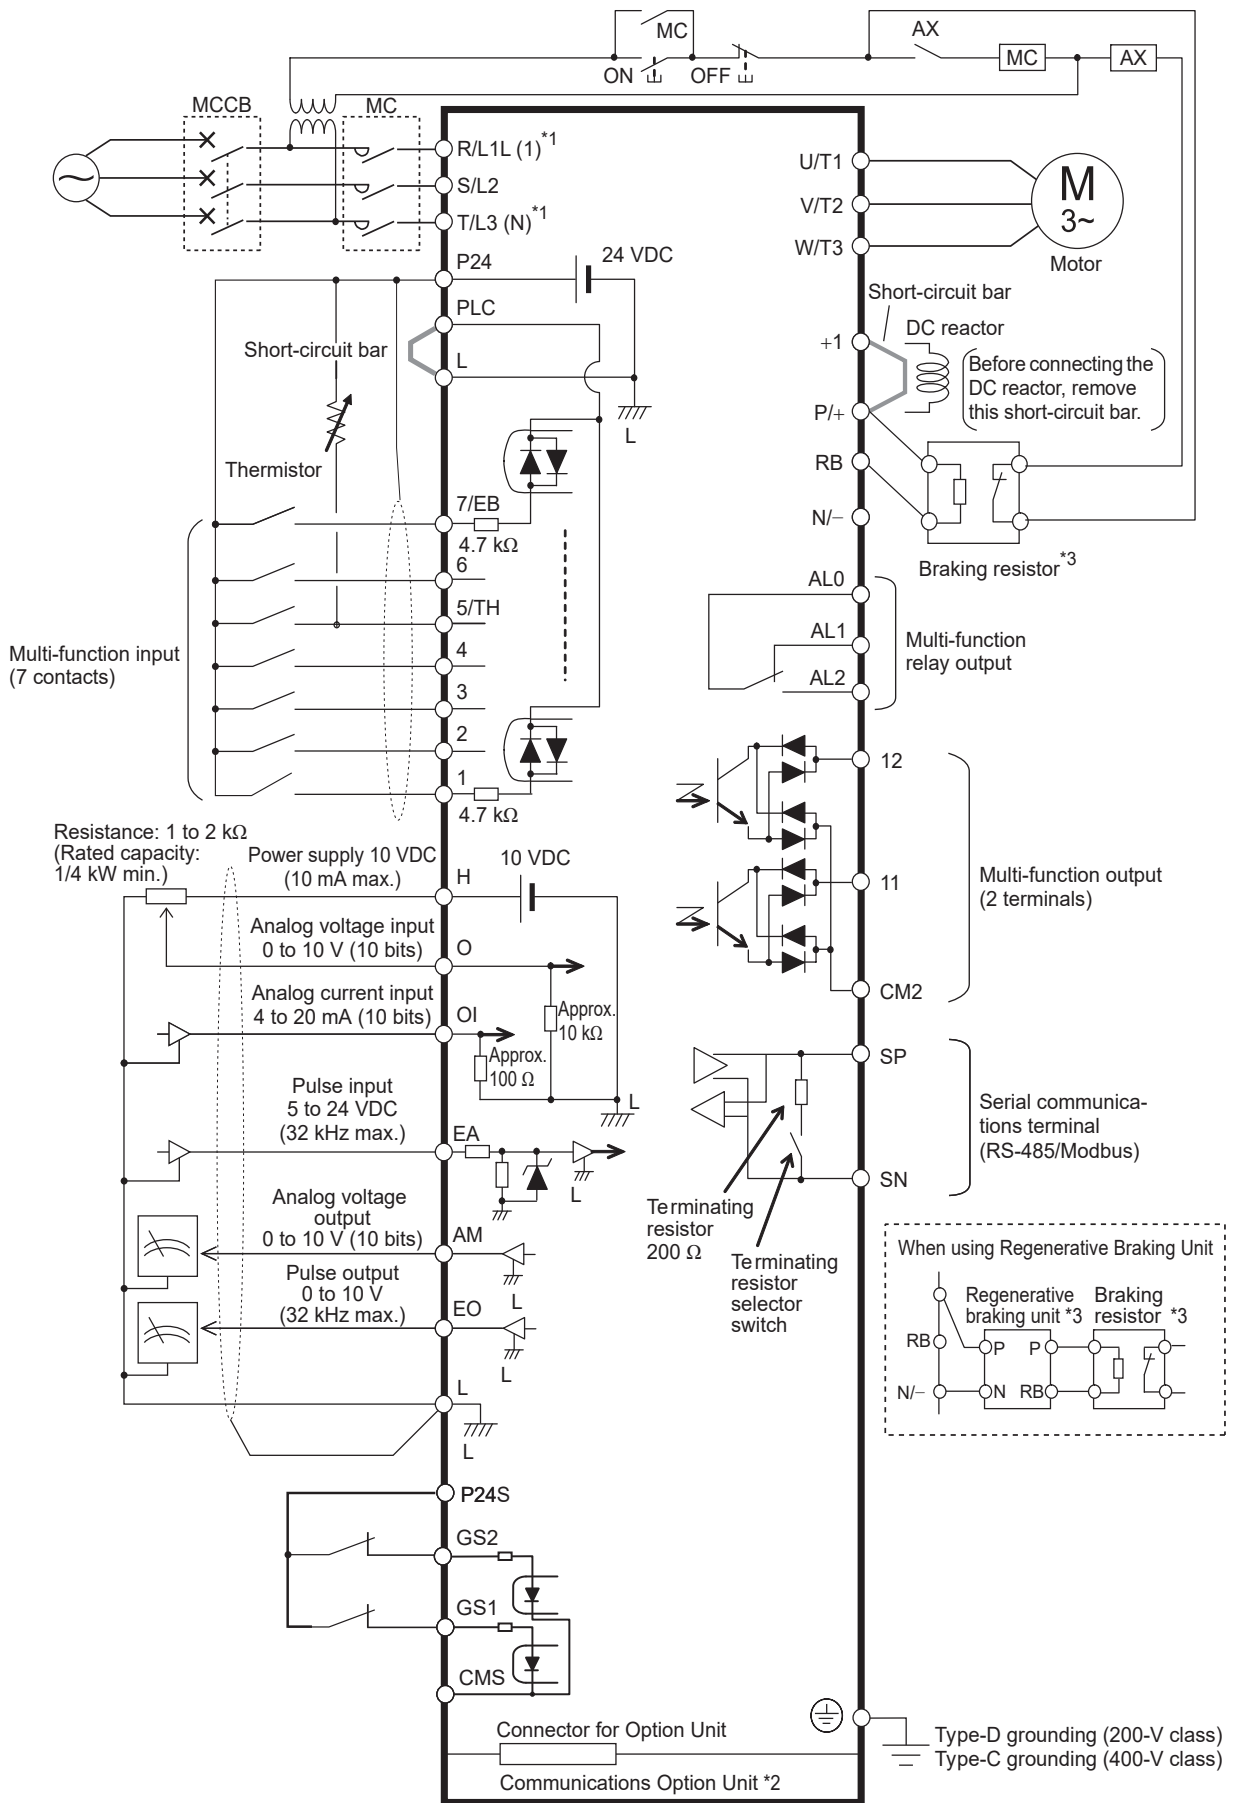 MC
AX
ON
OFF
MC
AX
MCCB
MC
R/L1L (1)*1
S/L2
T/L3 (N)*1
U/T1
V/T2
W/T3
M
3~
Motor
P24
24 VDC
PLC
Short-circuit bar
L
L
Thermistor
7/EB
4.7 kΩ
6
5/TH
4
3
2
1
4.7 kΩ
Multi-function input
(7 contacts)
Short-circuit bar
DC reactor
+1
P/+
Before connecting the
DC reactor, remove
this short-circuit bar.
RB
N/−
Braking resistor*3
AL0
AL1
AL2
Multi-function
relay output
12
11
CM2
Multi-function output
(2 terminals)
Resistance: 1 to 2 kΩ
(Rated capacity:
1/4 kW min.)
Power supply 10 VDC
(10 mA max.)
H
10 VDC
Analog voltage input
0 to 10 V (10 bits)
O
Approx.
10 kΩ
Analog current input
4 to 20 mA (10 bits)
OI
Approx.
100 Ω
L
Pulse input
5 to 24 VDC
(32 kHz max.)
EA
L
Analog voltage
output
0 to 10 V (10 bits)
AM
L
Pulse output
0 to 10 V
(32 kHz max.)
EO
L
L
L
SP
SN
Serial communica-
tions terminal
(RS-485/Modbus)
Terminating
resistor
200 Ω
Terminating
resistor
selector
switch
When using Regenerative Braking Unit
Regenerative
braking unit *3
Braking
resistor *3
RB
N/−
P
P
N
RB
P24S
GS2
GS1
CMS
Connector for Option Unit
Communications Option Unit *2
Type-D grounding (200-V class)
Type-C grounding (400-V class)